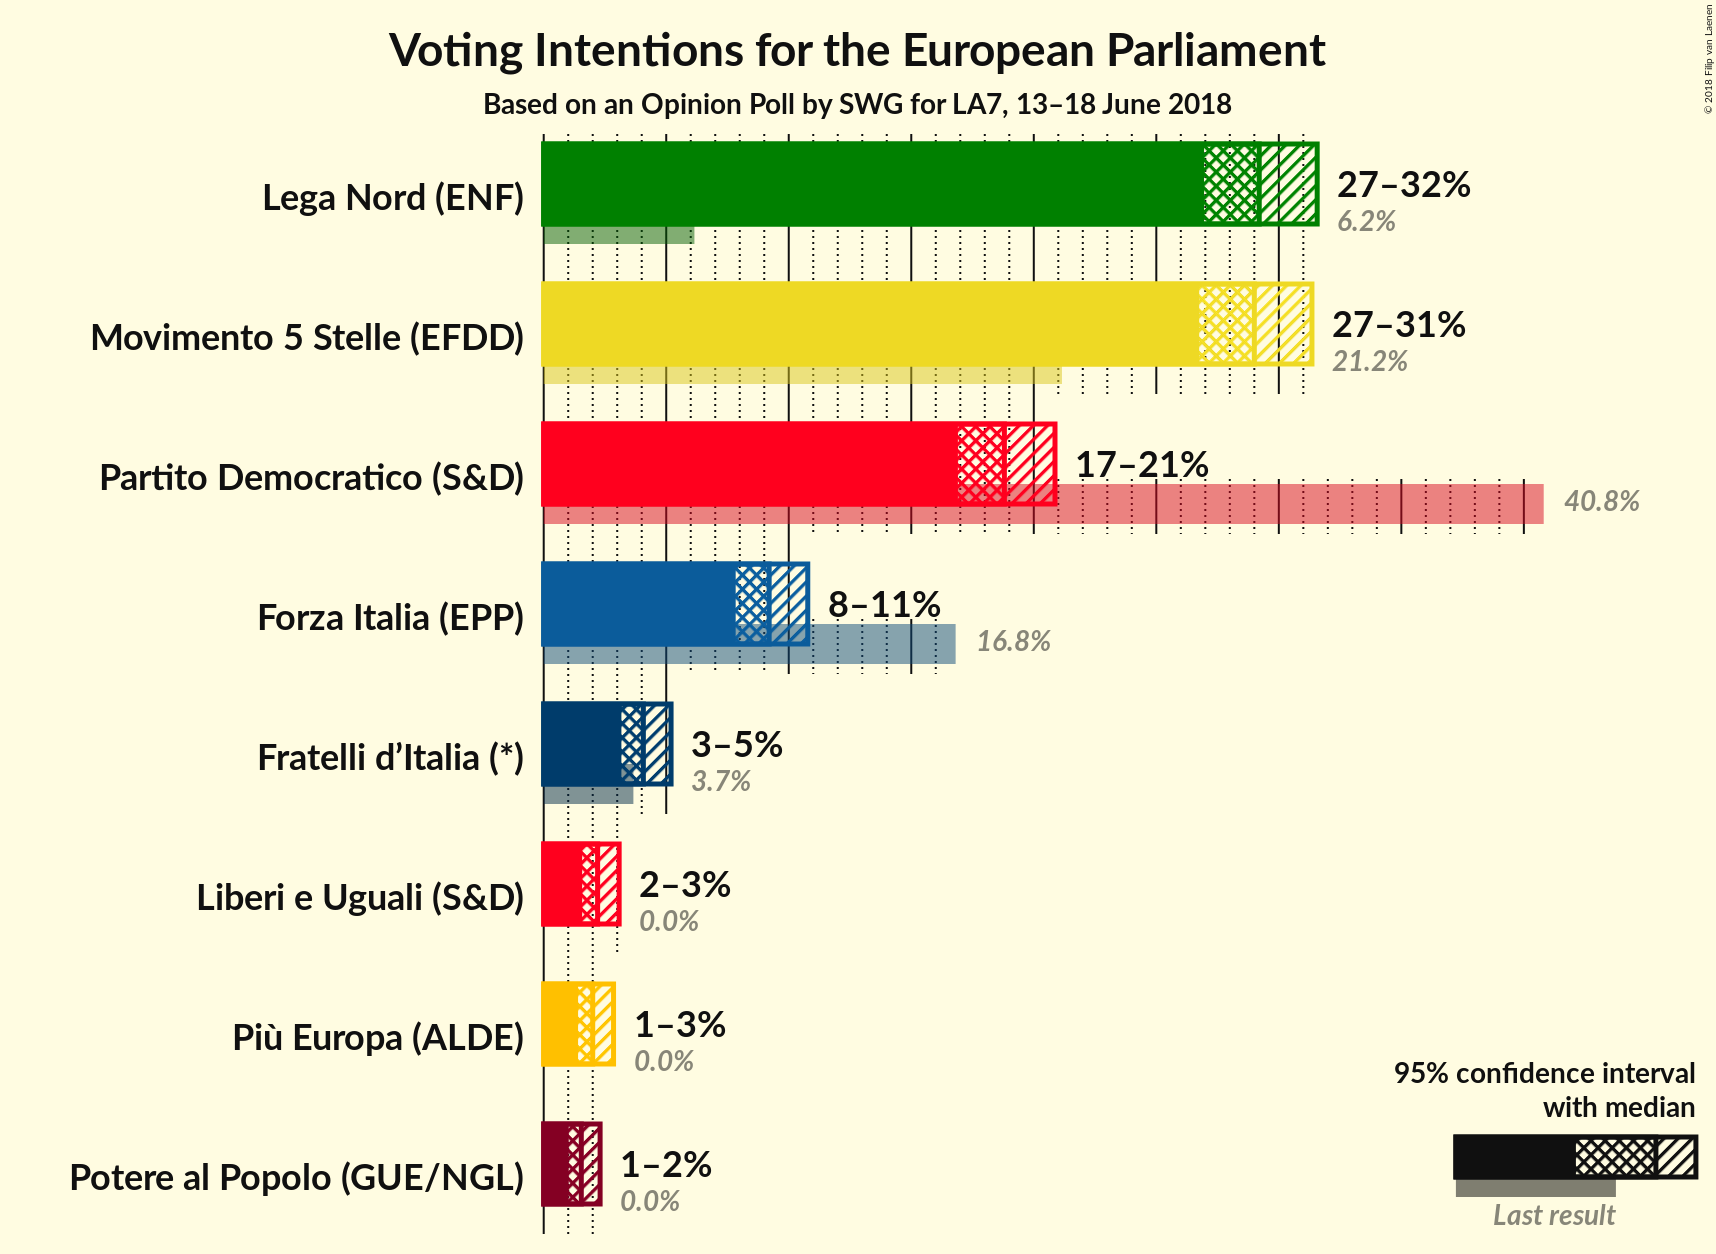 Voting Intentions for the European Parliament
Based on an Opinion Poll by SWG for LA7, 13–18 June 2018
© 2018 Filip van Laenen
Lega Nord (ENF)
27–32%
6.2%
Movimento 5 Stelle (EFDD)
27–31%
21.2%
Partito Democratico (S&D)
17–21%
40.8%
Forza Italia (EPP)
8–11%
16.8%
Fratelli d’Italia (*)
3–5%
3.7%
Liberi e Uguali (S&D)
2–3%
0.0%
Più Europa (ALDE)
1–3%
0.0%
Potere al Popolo (GUE/NGL)
1–2%
0.0%
95% confidence interval
with median
Last result